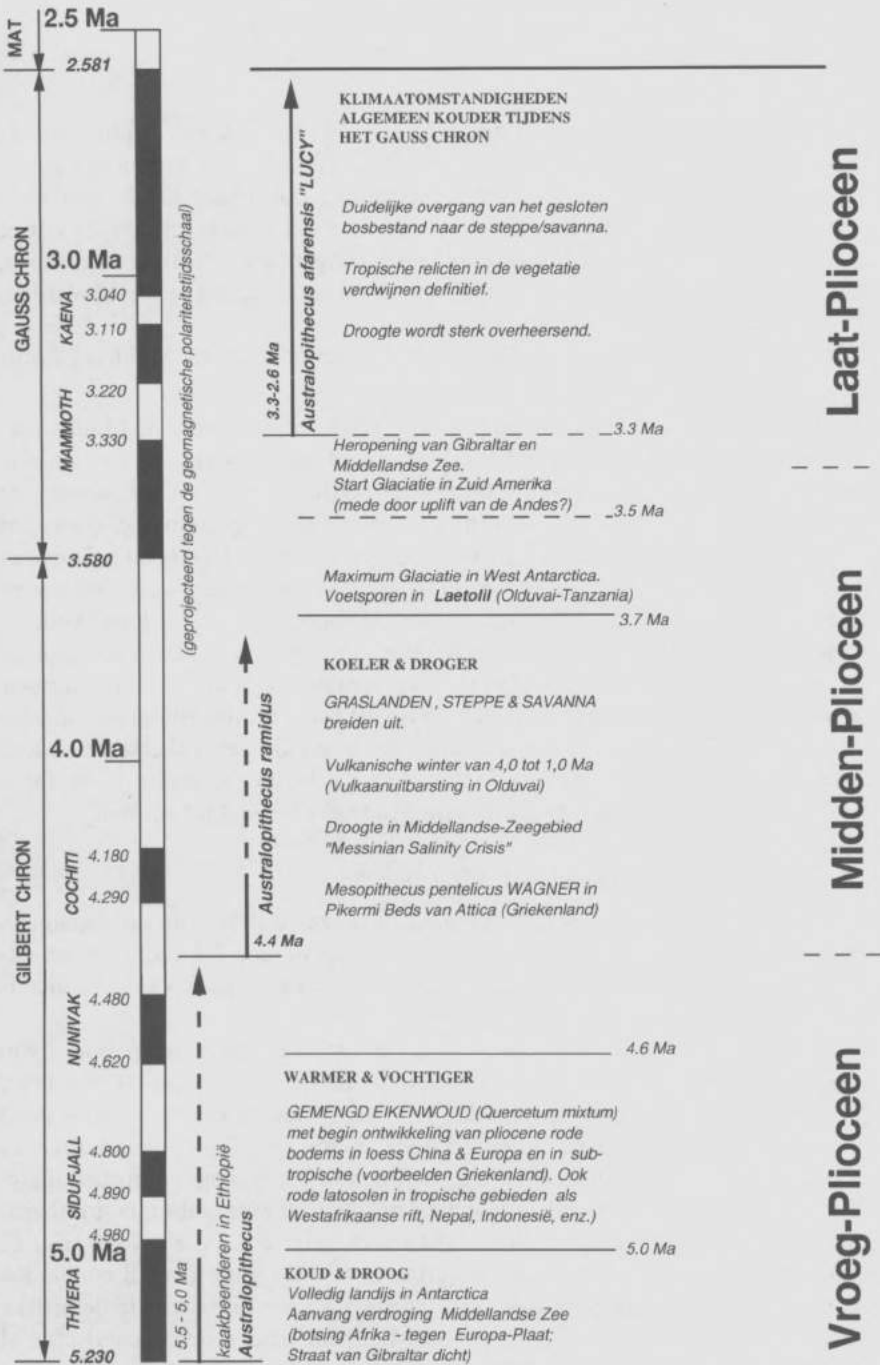 MAT
2.5 Ma
2.581
GAUSS CHRON
3.0 Ma
KAENA
3.040
3.110
MAMMOTH
3.220
3.330
3.580
GILBERT CHRON
4.0 Ma
COCHITI
4.180
4.290
NUNIVAK
4.480
4.620
SIDUFJALL
4.800
4.890
4.980
5.0 Ma
THVERA
5.230
(geprojecteerd tegen de geomagnetische polariteitstijdsschaal)
3.3-2.6 Ma
Australopithecus afarensis "LUCY"
KLIMAATOMSTANDIGHEDEN
ALGEMEEN KOUDER TIJDENS
HET GAUSS CHRON
Duidelijke overgang van het gesloten
bosbestand naar de steppe/savanna.
Tropische relicten in de vegetatie
verdwijnen definitief.
Droogte wordt sterk overheersend.
3.3 Ma
Heropening van Gibraltar en
Middellandse Zee.
Start Glaciatie in Zuid Amerika
(mede door uplift van de Andes?)
3.5 Ma
Maximum Glaciatie in West Antarctica.
Voetsporen in Laetolil (Olduvai-Tanzania)
3.7 Ma
Australopithecus ramidus
4.4 Ma
KOELER & DROGER
GRASLANDEN , STEPPE & SAVANNA
breiden uit.
Vulkanische winter van 4,0 tot 1,0 Ma
(Vulkaanuitbarsting in Olduvai)
Droogte in Middellandse-Zeegebied
"Messinian Salinity Crisis"
Mesopithecus pentelicus WAGNER in
Pikermi Beds van Attica (Griekenland)
4.6 Ma
WARMER & VOCHTIGER
GEMENGD EIKENWOUD (Quercetum mixtum)
met begin ontwikkeling van pliocene rode
bodems in loess China & Europa en in sub-
tropische (voorbeelden Griekenland). Ook
rode latosolen in tropische gebieden als
Westafrikaanse rift, Nepal, Indonesië, enz.)
5.0 Ma
5.5 - 5,0 Ma
kaakbeenderen in Ethiopië
Australopithecus
KOUD & DROOG
Volledig landijs in Antarctica
Aanvang verdroging Middellandse Zee
(botsing Afrika - tegen Europa-Plaat;
Straat van Gibraltar dicht)
Laat-Plioceen
Midden-Plioceen
Vroeg-Plioceen